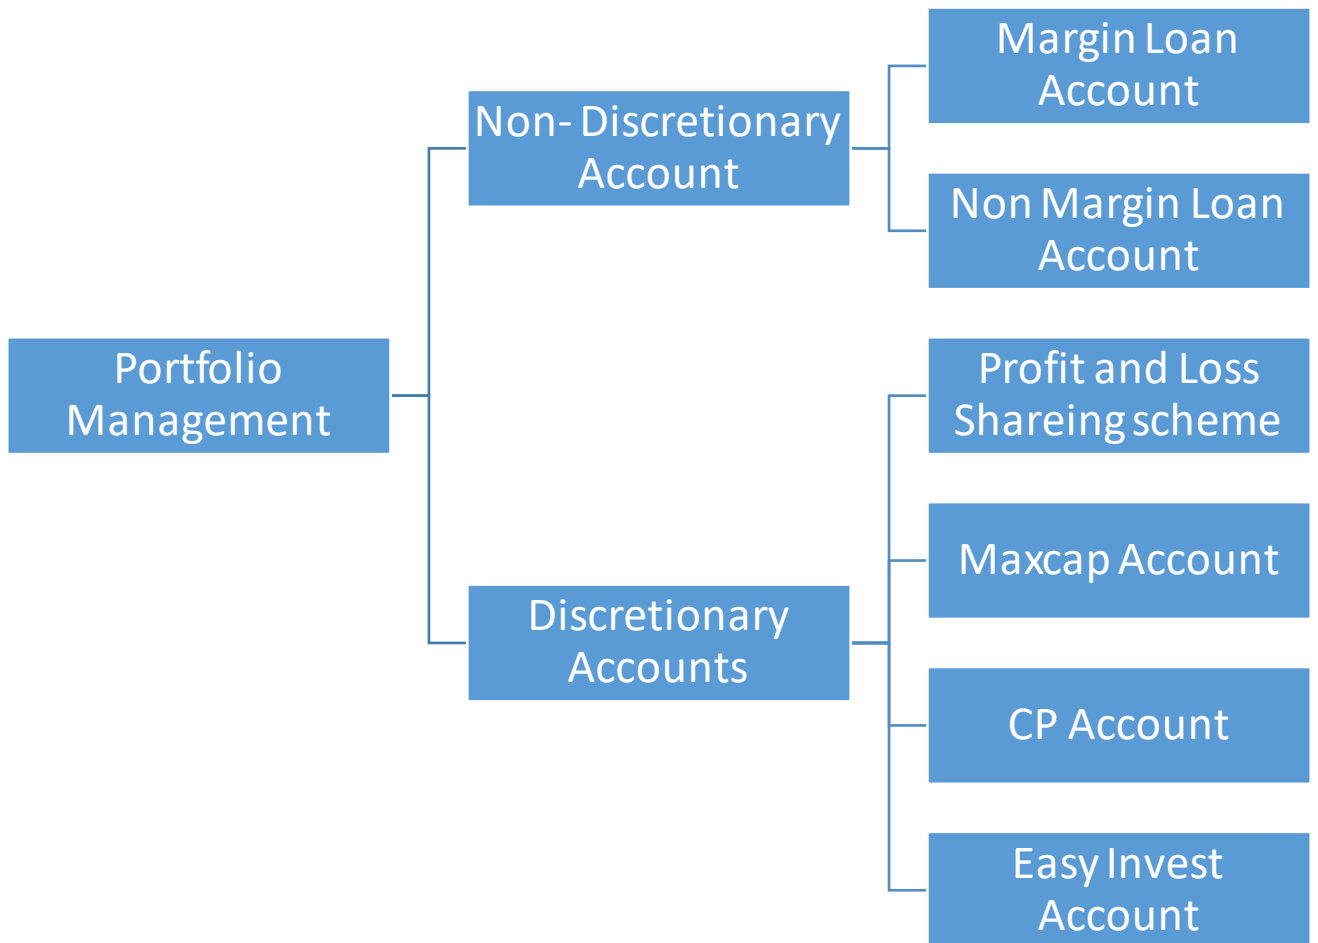 Portfolio
Management
Non- Discretionary
Account
Margin Loan
Account
Non Margin Loan
Account
Discretionary
Accounts
Profit and Loss
Shareing scheme
Maxcap Account
CP Account
Easy Invest
Account